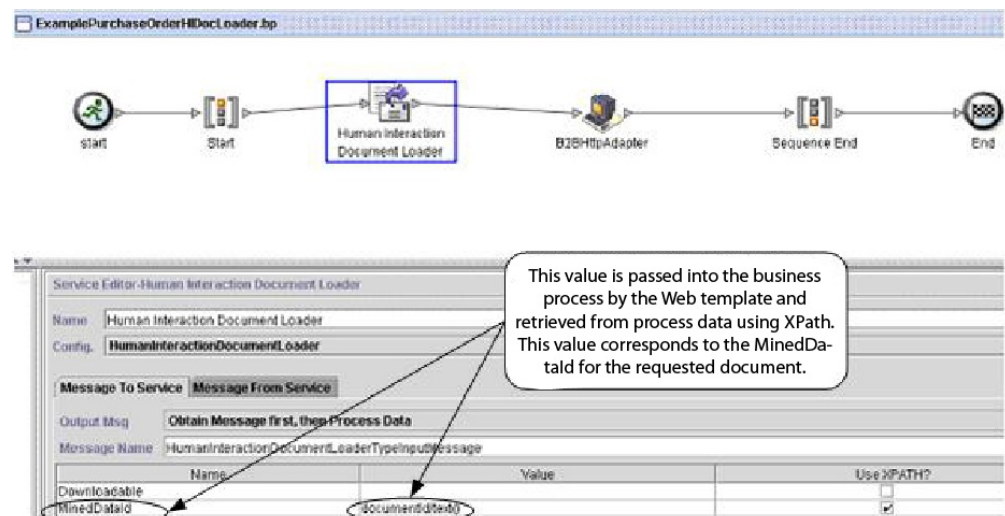 ExamplePurchaseOrderHIDocLoader.bp
start
Start
Human Interaction
Document Loader
B2BHttpAdapter
Sequence End
End
This value is passed into the business
process by the Web template and
retrieved from process data using XPath.
This value corresponds to the MinedDa-
taId for the requested document.
Service Editor-Human Interaction Document Loader
Name Human Interaction Document Loader
Config. HumanInteractionDocumentLoader
Message To Service Message From Service
Output Msg Obtain Message first, then Process Data
Message Name HumanInteractionDocumentLoaderTypeInputMessage
Name Value Use XPATH?
Downloadable
MinedDataId documentId/text()